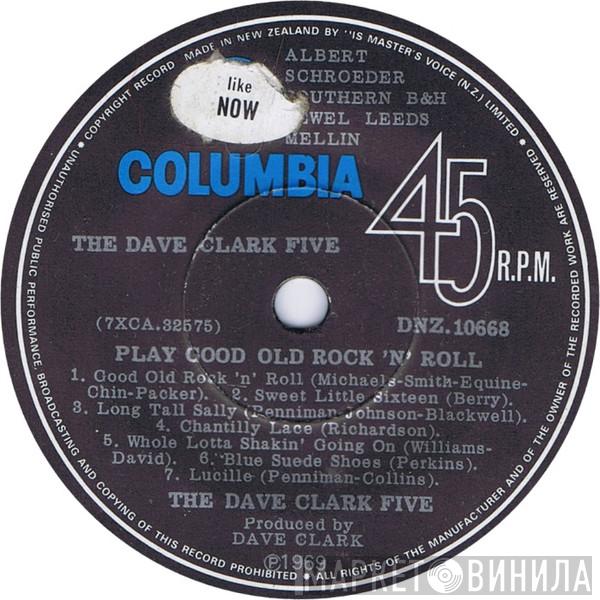 MADE IN NEW ZEALAND BY "IS MASTER'S VOICE (N.Z.) LIMITED • ALL RIGHTS OF THE MANUFACTURER AND OF THE OWNER OF THE RECORDED WORK ARE RESERVED • UNAUTHORISED PUBLIC PERFORMANCE, BROADCASTING AND COPYING OF THIS RECORD PROHIBITED • COPYRIGHT RECORD
ALBERT
SCHROEDER
OUTHERN B&H
EWEL LEEDS
MELLIN
like
NOW
COLUMBIA
45 R.P.M.
THE DAVE CLARK FIVE
(7XCA.32575)
DNZ.10668
PLAY GOOD OLD ROCK 'N' ROLL
1. Good Old Rock 'n' Roll (Michaels-Smith-Equine-
Chin-Packer). 2. Sweet Little Sixteen (Berry).
3. Long Tall Sally (Penniman-Johnson-Blackwell).
4. Chantilly Lace (Richardson).
5. Whole Lotta Shakin' Going On (Williams-
David). 6. Blue Suede Shoes (Perkins).
7. Lucille (Penniman-Collins).
THE DAVE CLARK FIVE
Produced by
DAVE CLARK
℗1969
МАРКЕТ ВИНИЛА